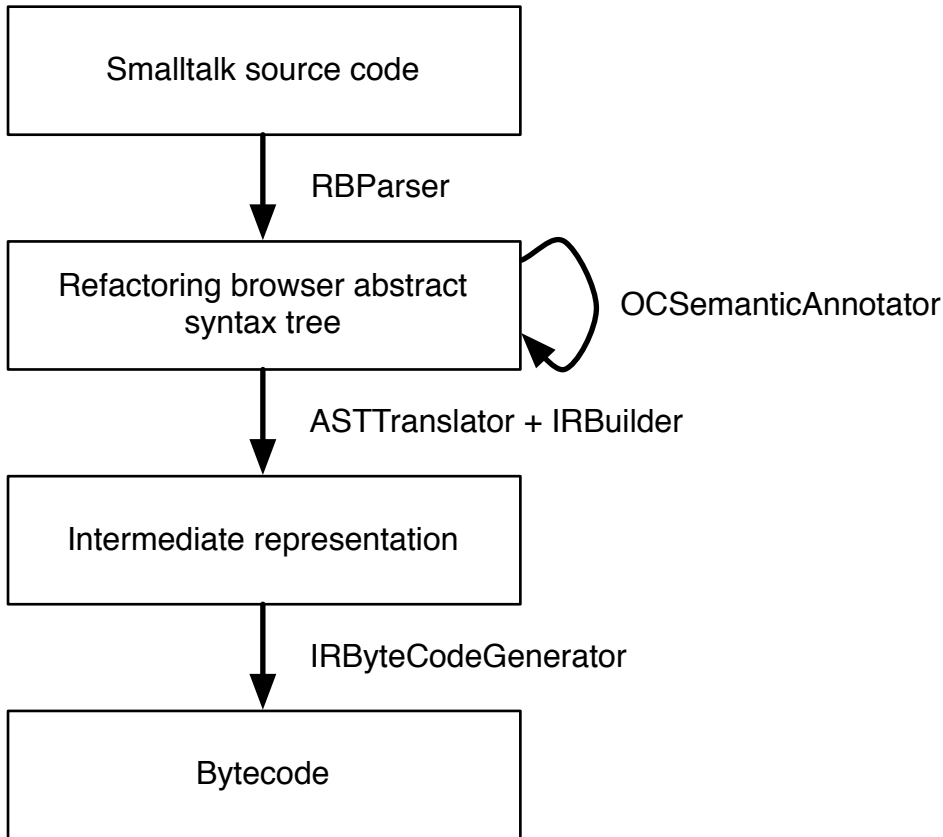 Smalltalk source code
RBParser
Refactoring browser abstract
syntax tree
OCSemanticAnnotator
ASTTranslator + IRBuilder
Intermediate representation
IRByteCodeGenerator
Bytecode